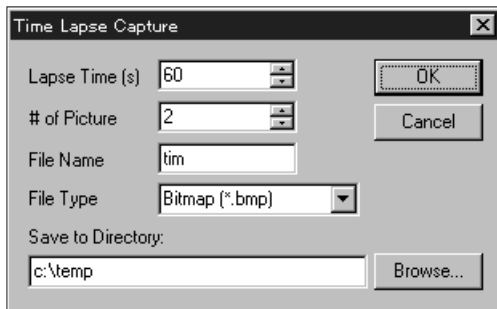 Time Lapse Capture
Lapse Time (s) 60 OK
# of Picture 2 Cancel
File Name tim
File Type Bitmap (*.bmp)
Save to Directory:
c:\temp Browse...